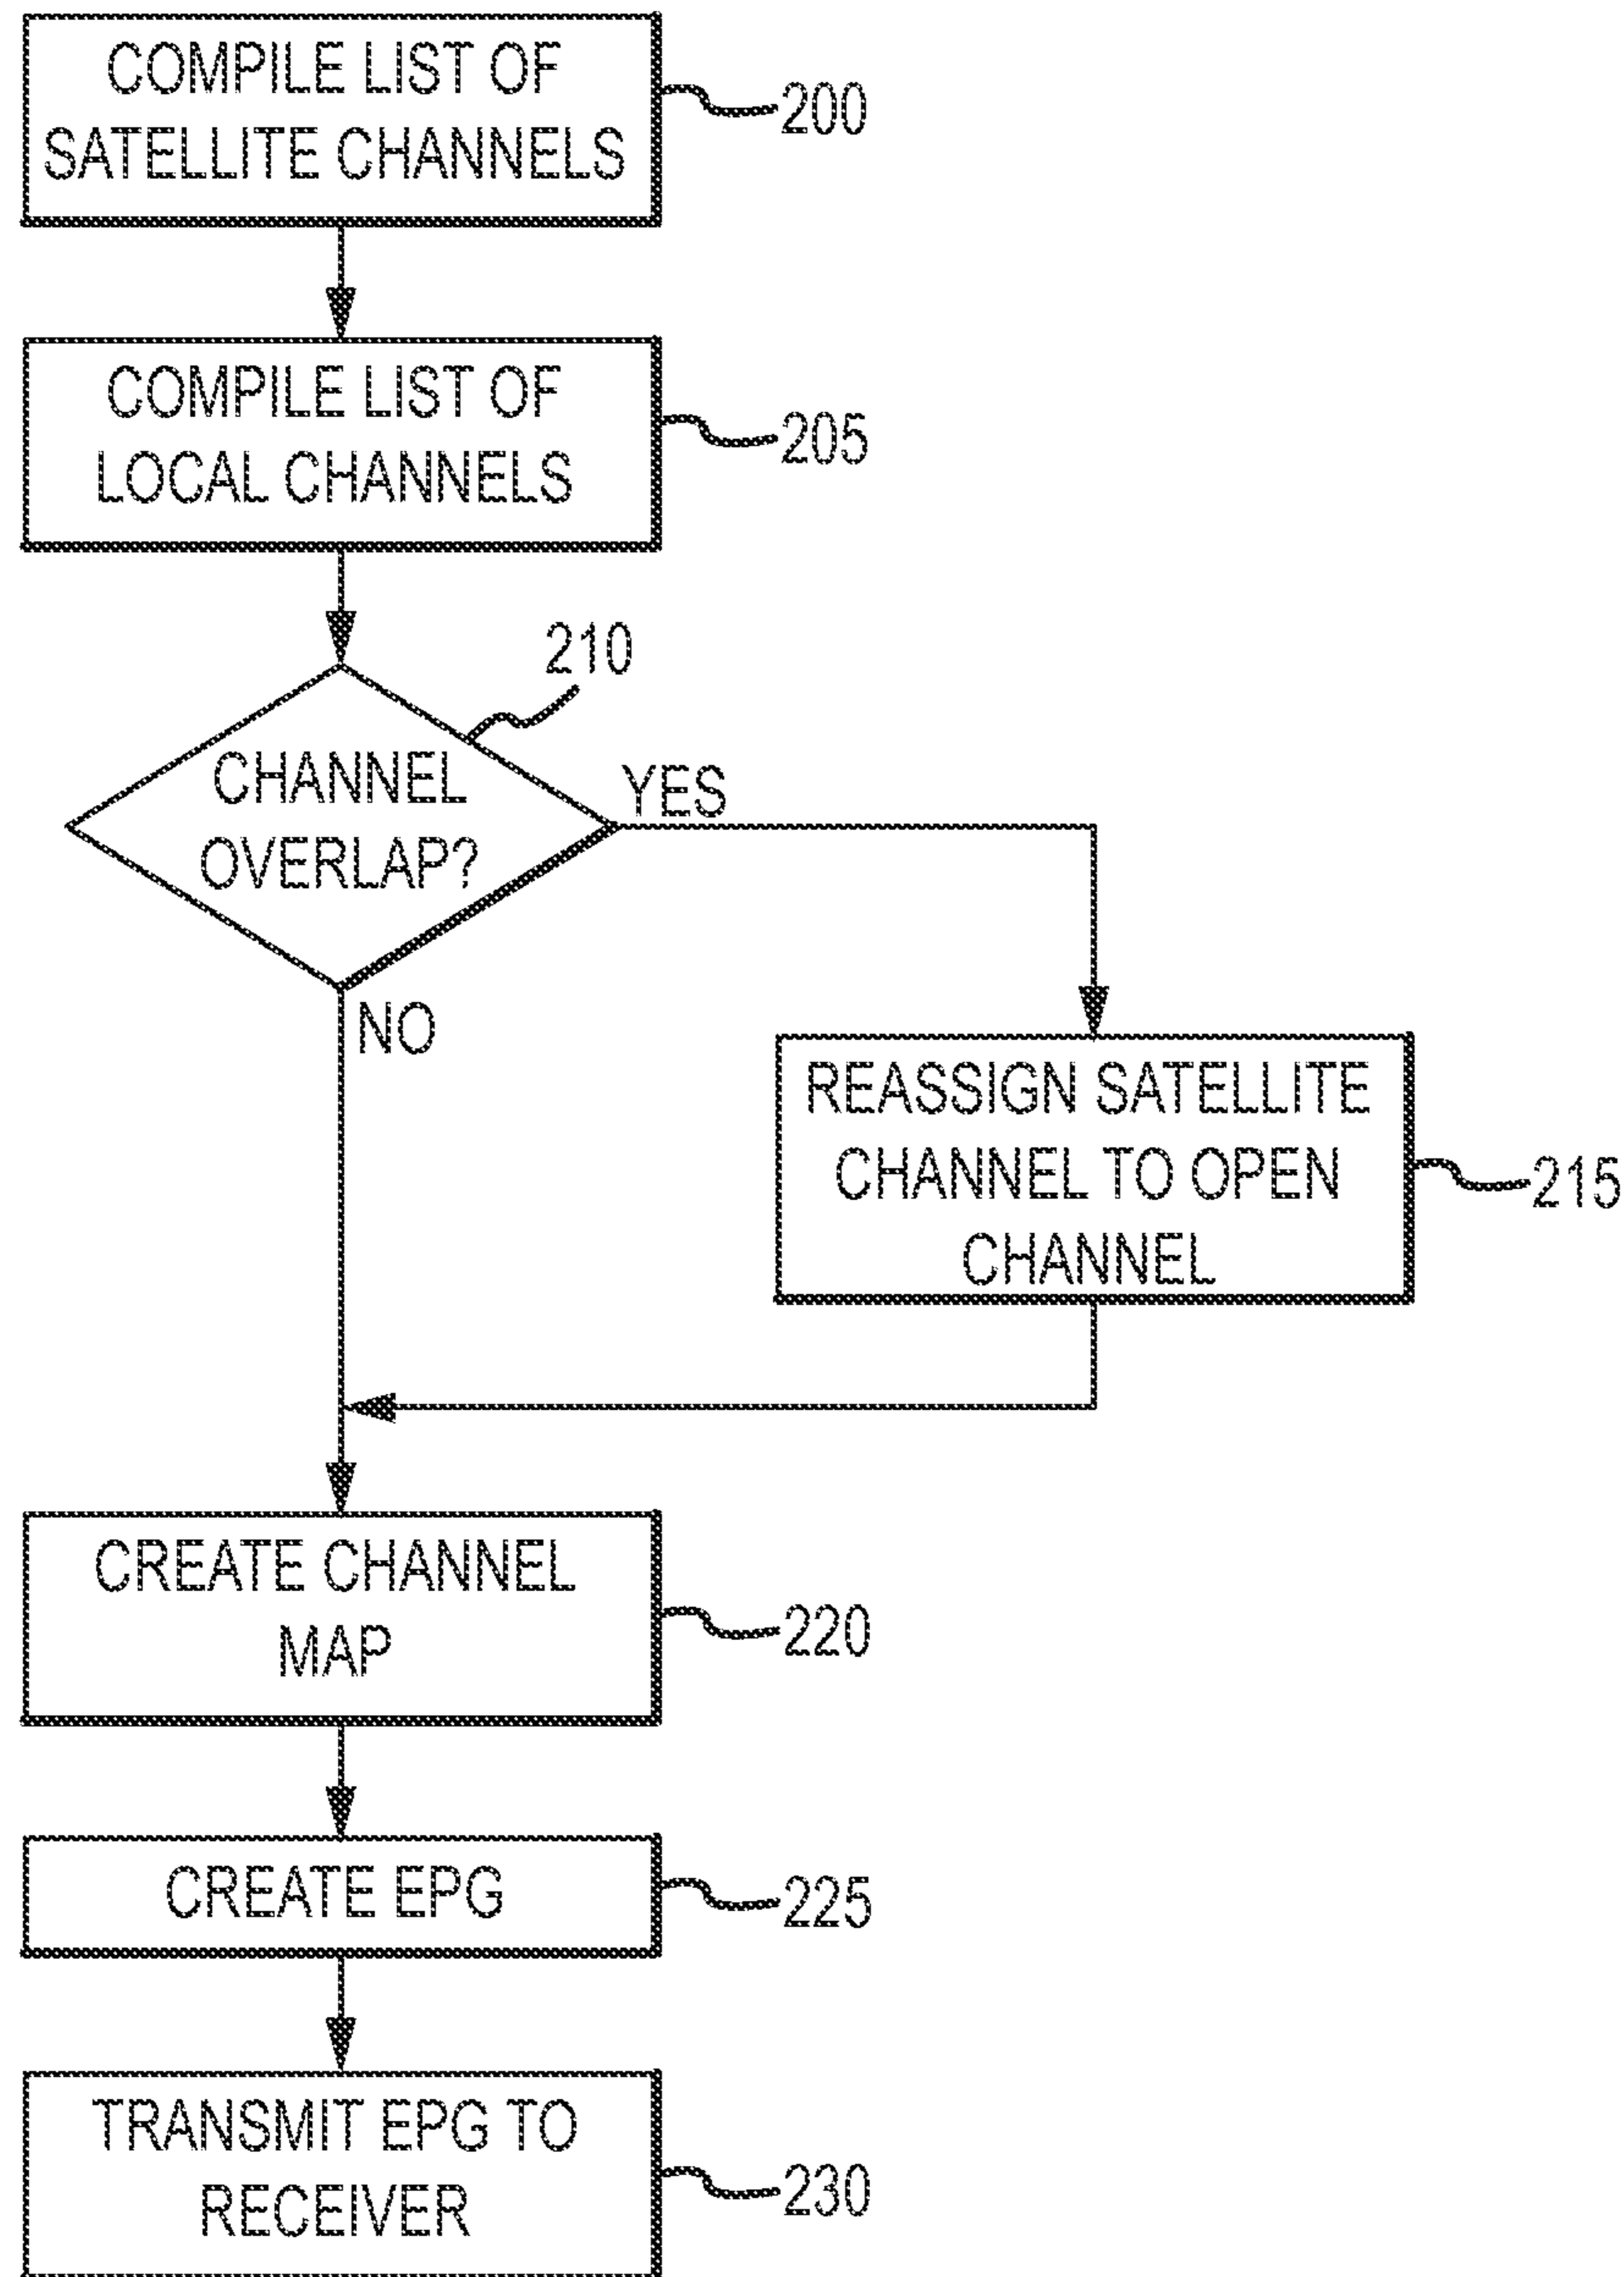 COMPILE LIST OF
SATELLITE CHANNELS
200
COMPILE LIST OF
LOCAL CHANNELS
205
210
CHANNEL
OVERLAP?
YES
NO
REASSIGN SATELLITE
CHANNEL TO OPEN
CHANNEL
215
CREATE CHANNEL
MAP
220
CREATE EPG
225
TRANSMIT EPG TO
RECEIVER
230